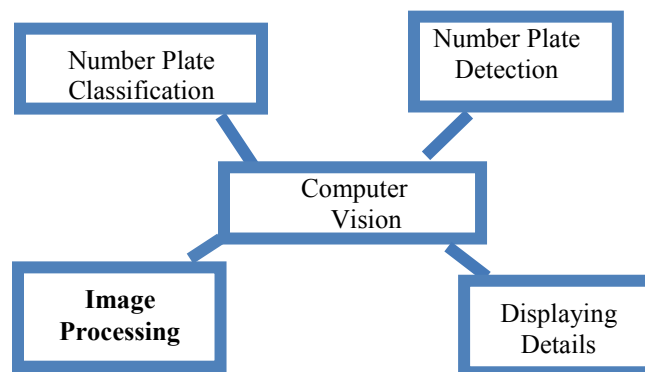 Number Plate
Classification
Number Plate
Detection
Computer
Vision
Image
Processing
Displaying
Details